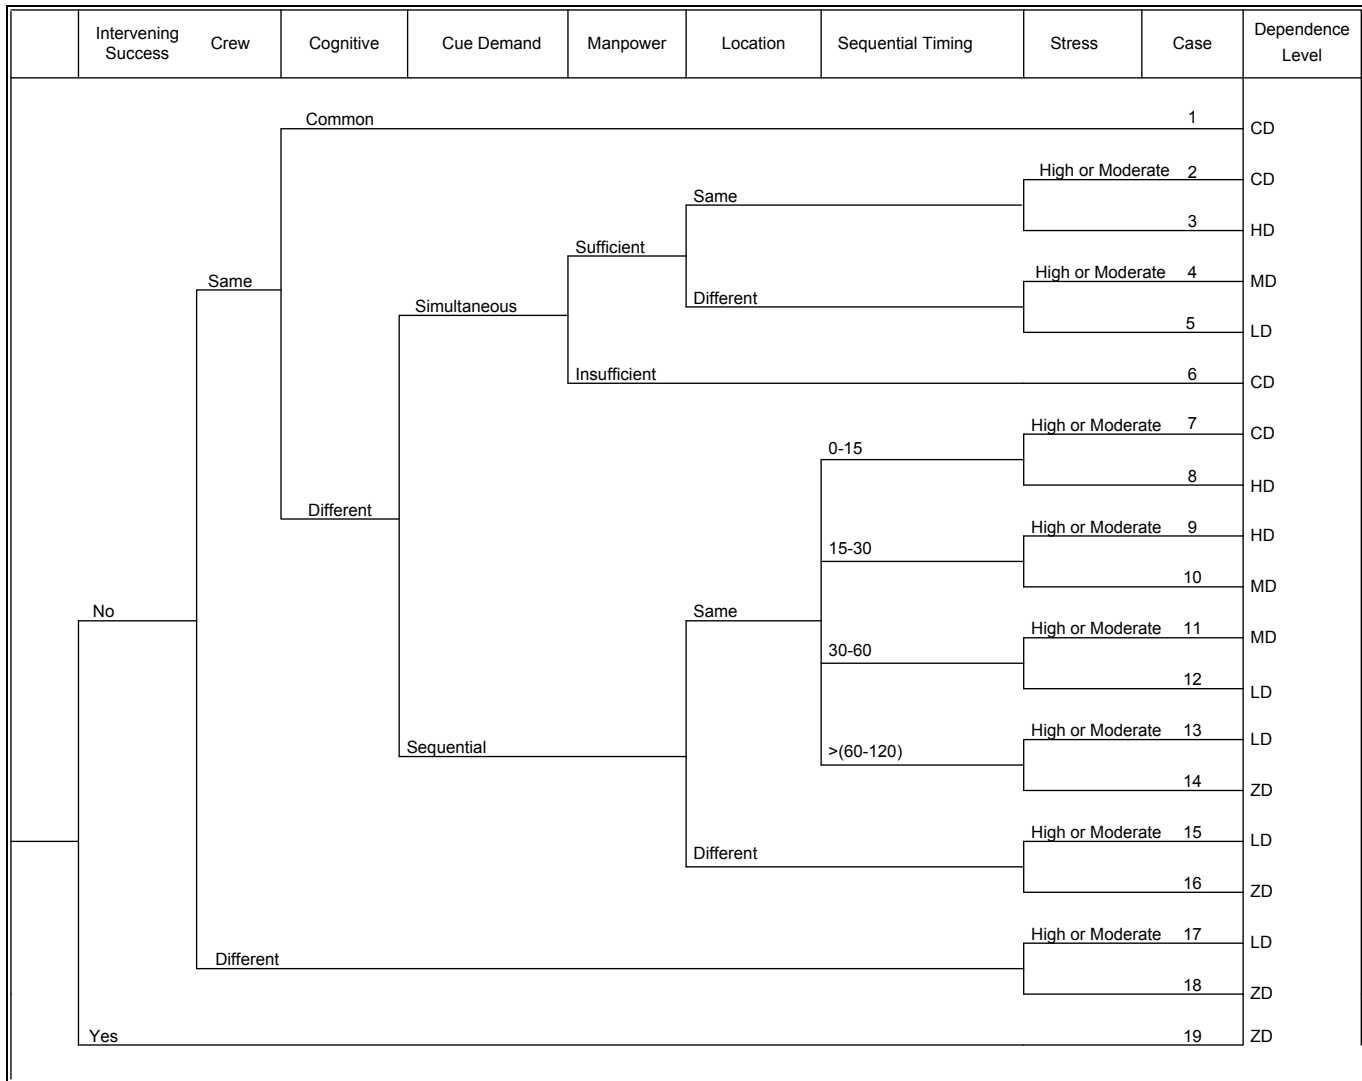 Intervening Success
Crew
Cognitive
Cue Demand
Manpower
Location
Sequential Timing
Stress
Case
Dependence Level
Common
1
CD
High or Moderate
2
CD
Same
3
HD
Sufficient
High or Moderate
4
MD
Same
Different
Simultaneous
5
LD
Insufficient
6
CD
High or Moderate
7
CD
0-15
8
HD
Different
High or Moderate
9
HD
15-30
10
MD
No
Same
High or Moderate
11
MD
30-60
12
LD
High or Moderate
13
LD
Sequential
>(60-120)
14
ZD
High or Moderate
15
LD
Different
16
ZD
High or Moderate
17
LD
Different
18
ZD
Yes
19
ZD